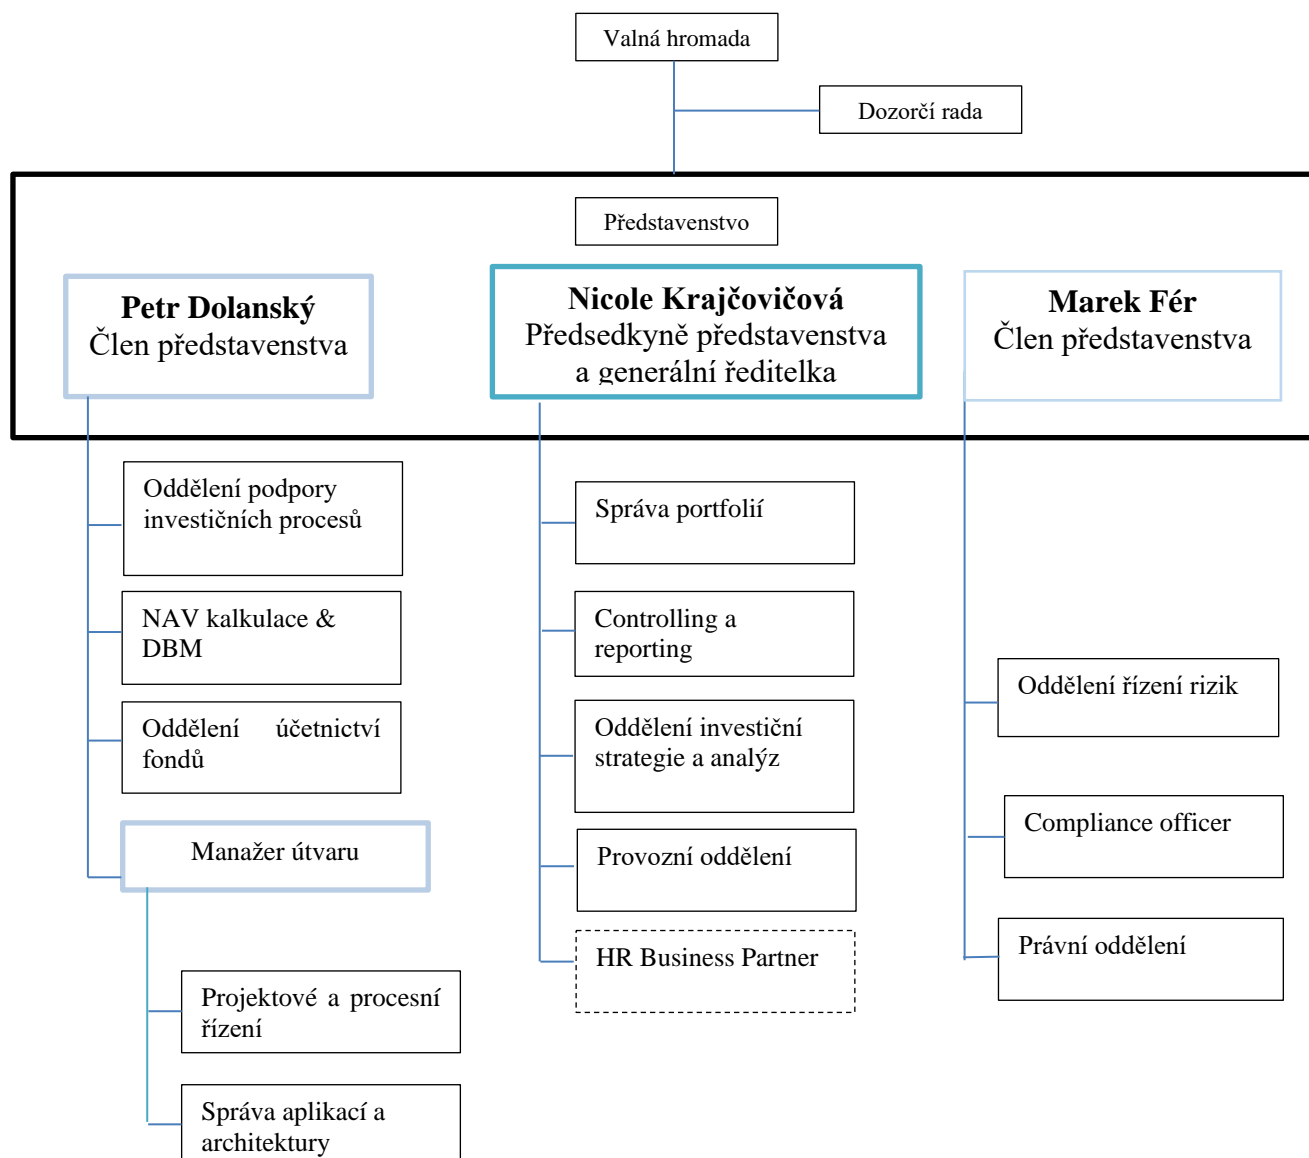 Valná hromada
Dozorčí rada
Představenstvo
Petr Dolanský
Člen představenstva
Nicole Krajčovičová
Předsedkyně představenstva
a generální ředitelka
Marek Fér
Člen představenstva
Oddělení podpory
investičních procesů
NAV kalkulace &
DBM
Oddělení účetnictví
fondů
Manažer útvaru
Projektové a procesní
řízení
Správa aplikací a
architektury
Správa portfolií
Controlling a
reporting
Oddělení investiční
strategie a analýz
Provozní oddělení
HR Business Partner
Oddělení řízení rizik
Compliance officer
Právní oddělení